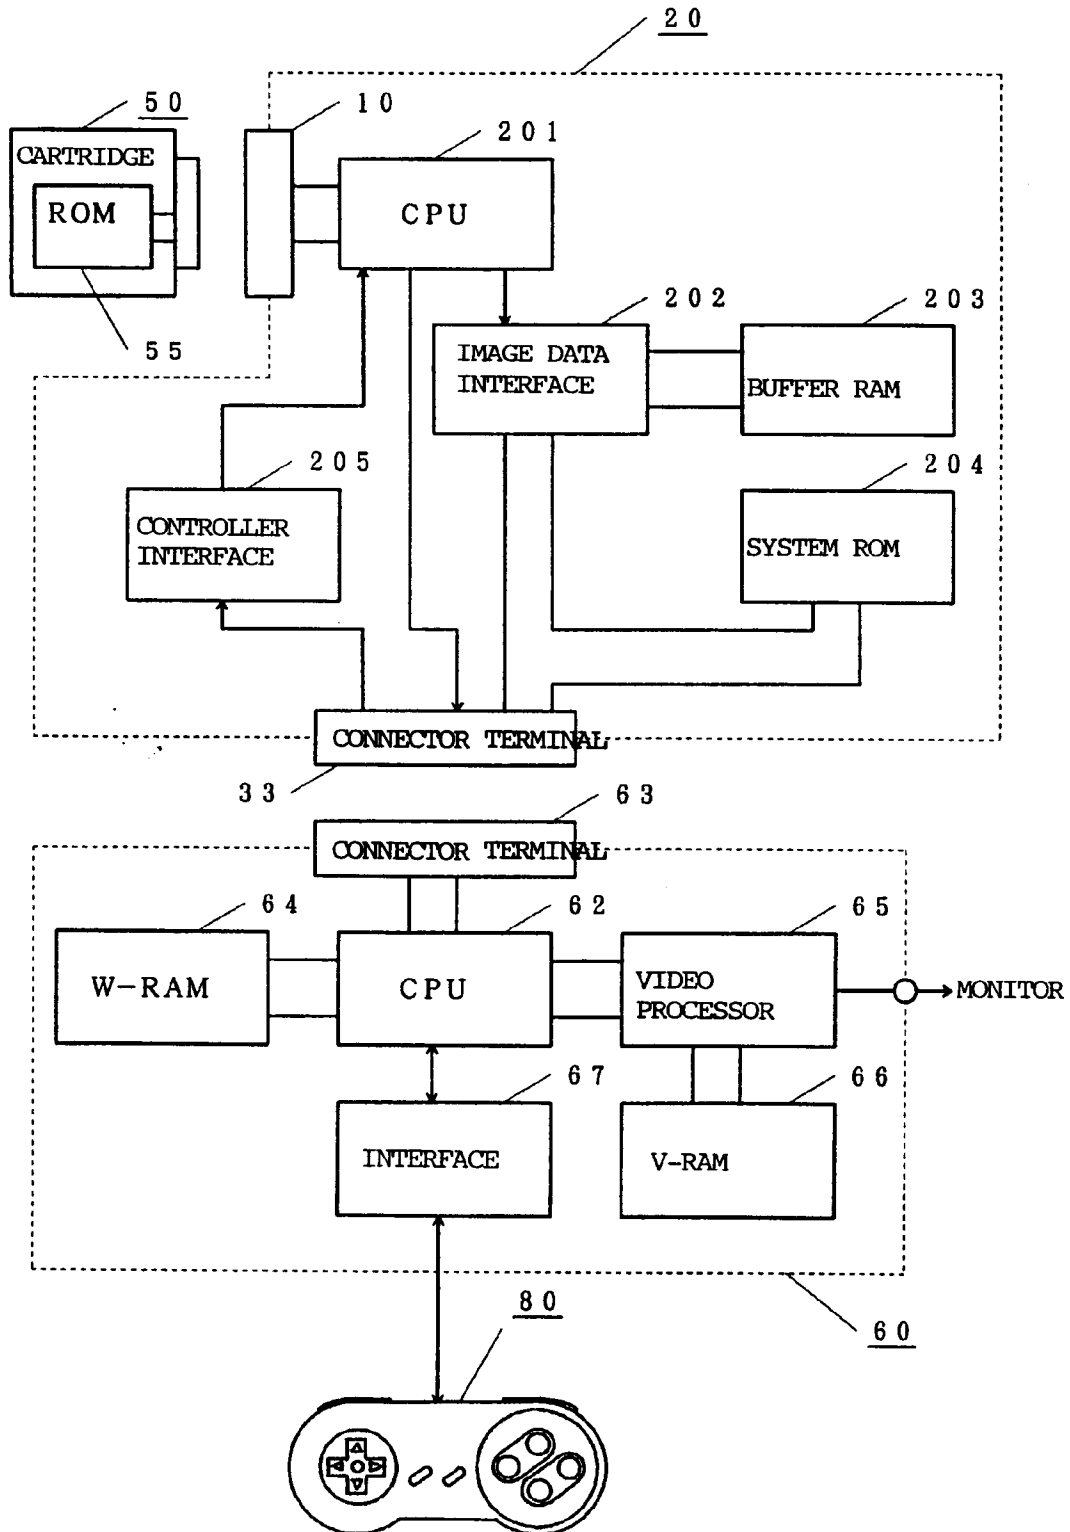 20
50
10
201
CARTRIDGE
ROM
CPU
55
202
203
IMAGE DATA
INTERFACE
BUFFER RAM
205
204
CONTROLLER
INTERFACE
SYSTEM ROM
CONNECTOR TERMINAL
33
63
CONNECTOR TERMINAL
64
62
65
W-RAM
CPU
VIDEO
PROCESSOR
MONITOR
67
66
INTERFACE
V-RAM
80
60